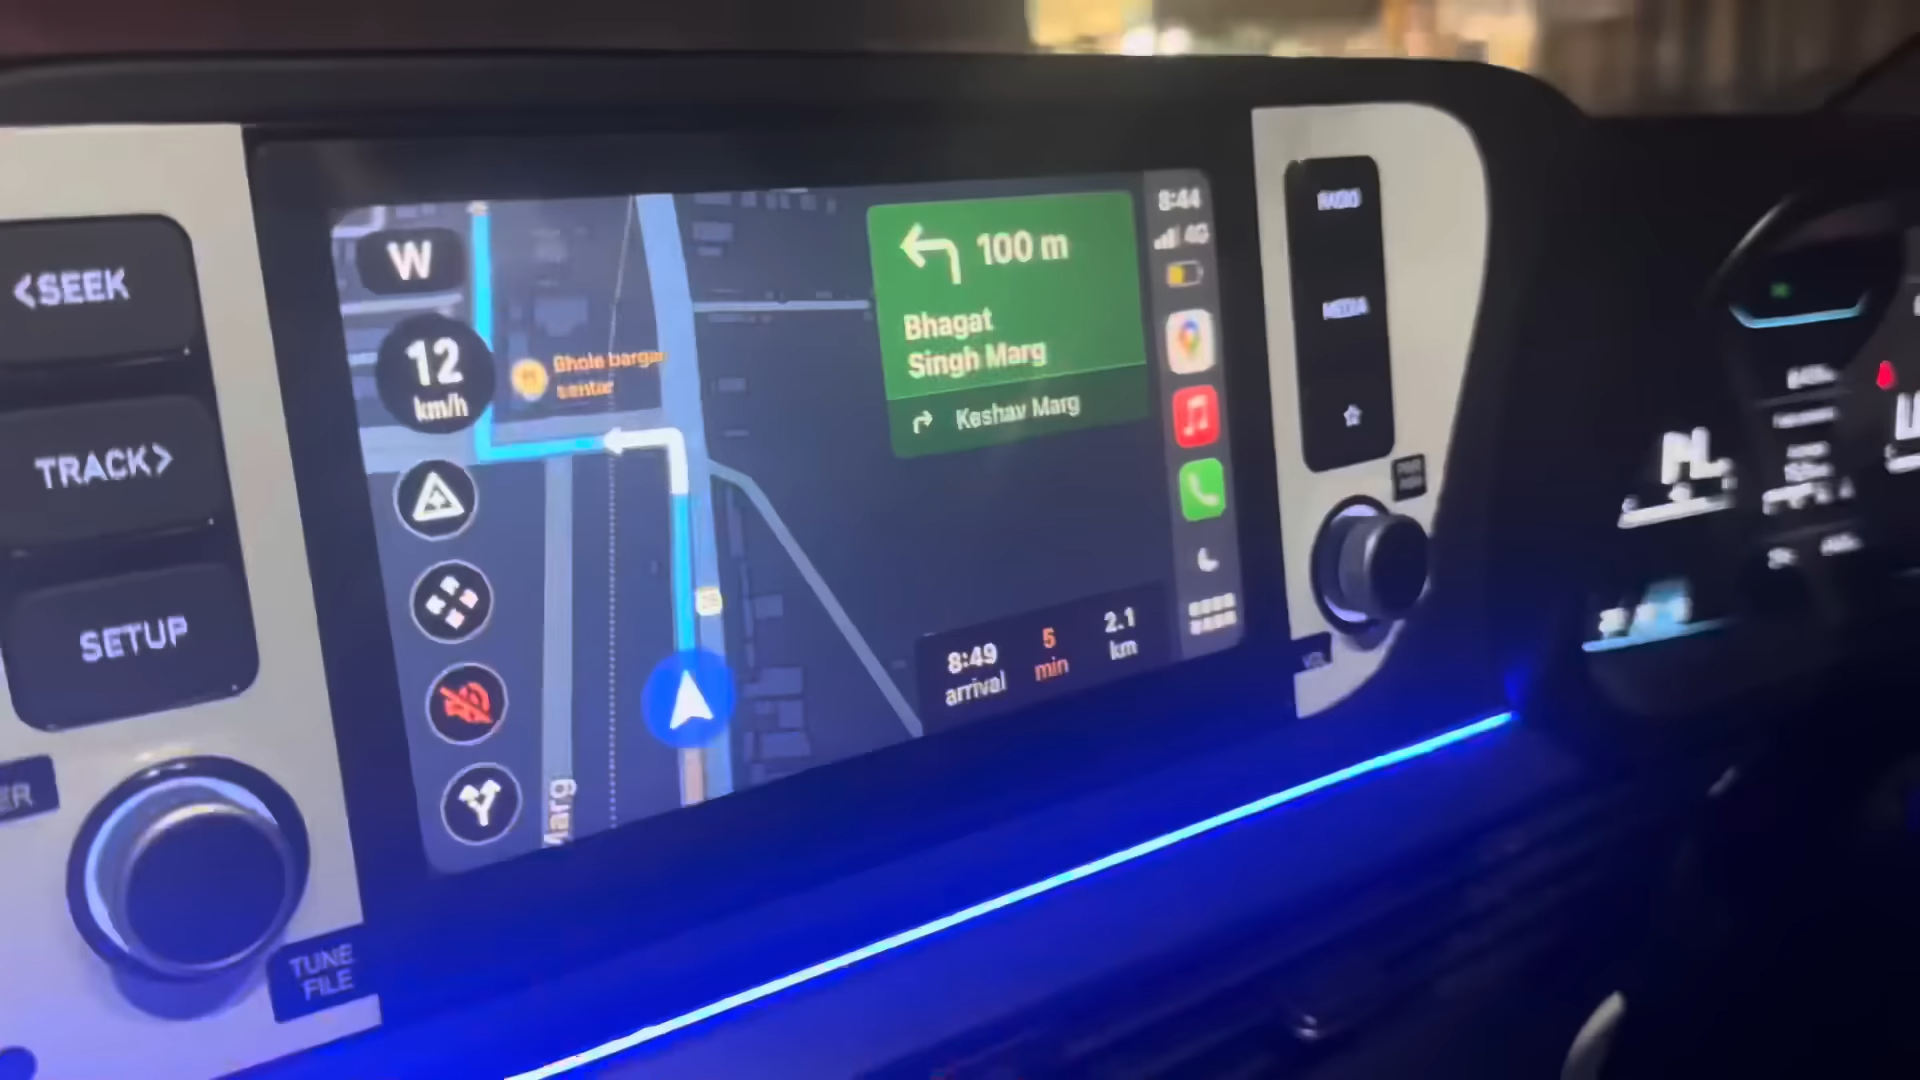 <SEEK
TRACK>
SETUP
TUNE
FILE
W
12
km/h
Bhole bargar
Marg
100 m
Bhagat
Singh Marg
Keshav Marg
8:49
arrival
5
min
2.1
km
8:44
4G
RADIO
MEDIA
VOL